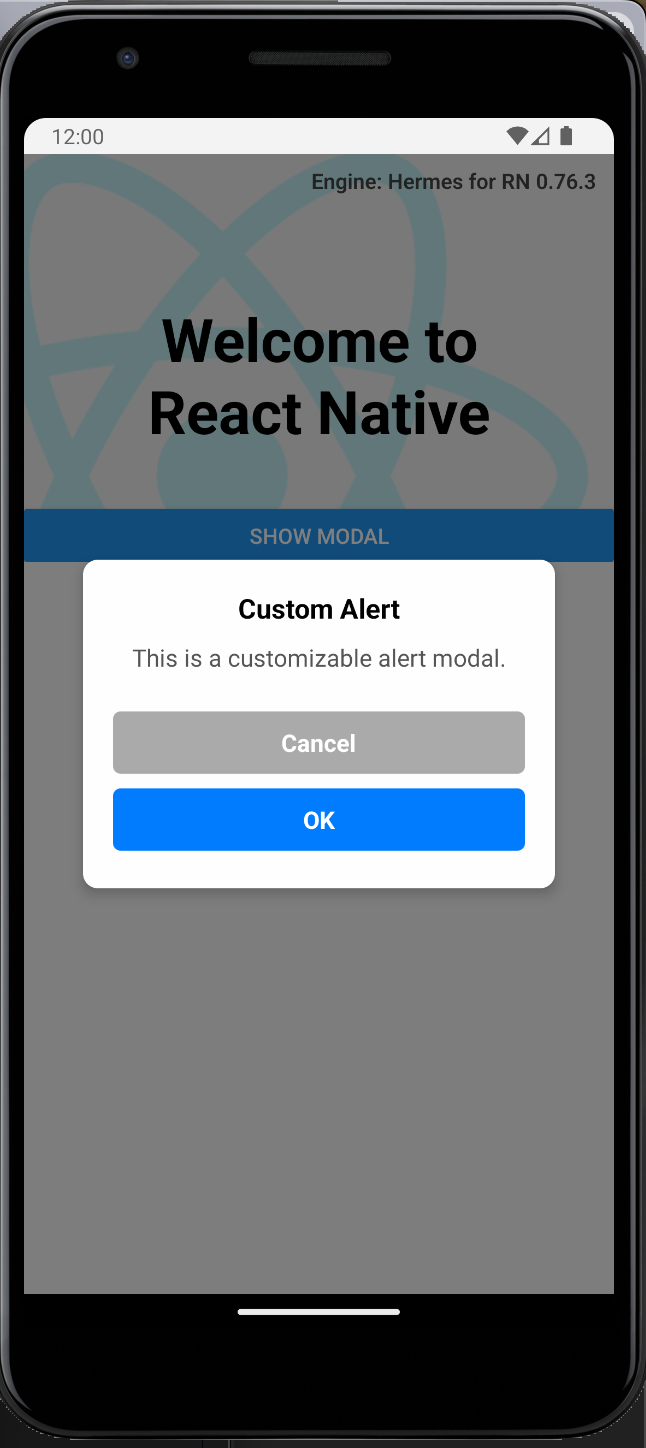 12:00
Engine: Hermes for RN 0.76.3
Welcome to
React Native
SHOW MODAL
Custom Alert
This is a customizable alert modal.
Cancel
OK